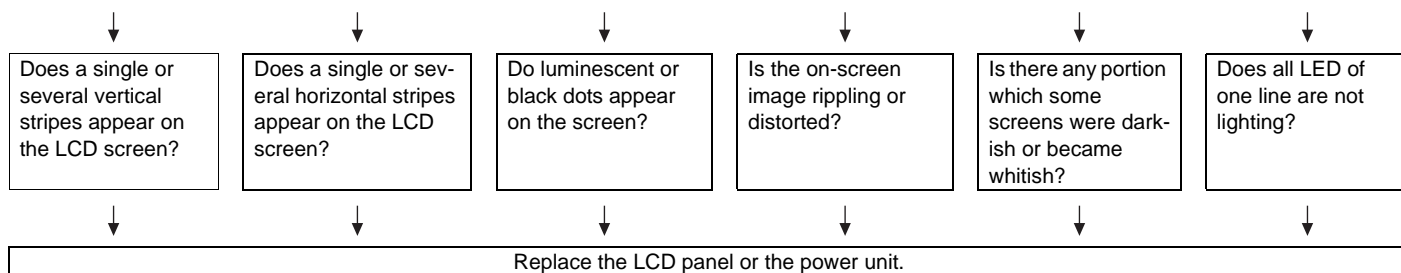 Does a single or
several vertical
stripes appear on
the LCD screen?
Does a single or sev-
eral horizontal stripes
appear on the LCD
screen?
Do luminescent or
black dots appear
on the screen?
Is the on-screen
image rippling or
distorted?
Is there any portion
which some
screens were dark-
ish or became
whitish?
Does all LED of
one line are not
lighting?
Replace the LCD panel or the power unit.